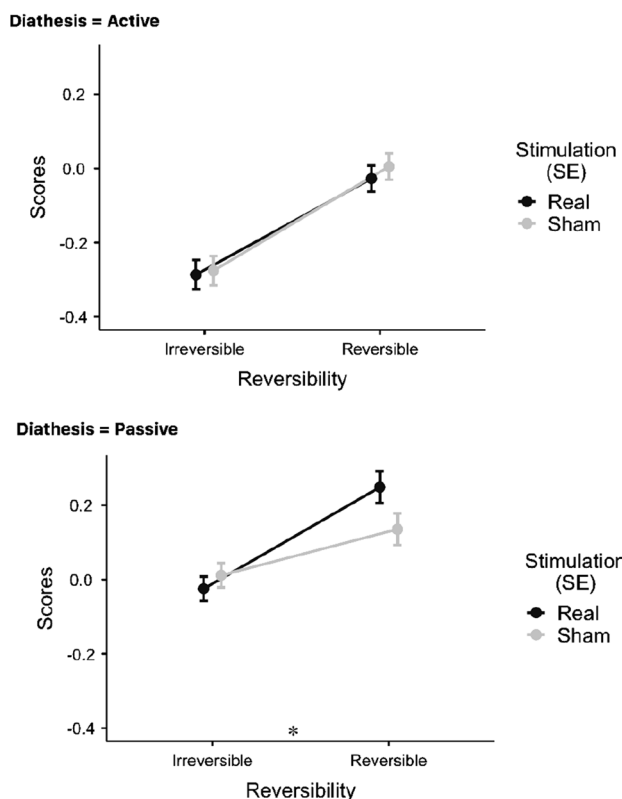 Diathesis = Active
0.2
0.0
-0.2
-0.4
Scores
Irreversible
Reversible
Reversibility
Stimulation
(SE)
Real
Sham
Diathesis = Passive
0.2
0.0
-0.2
-0.4
Scores
*
Irreversible
Reversible
Reversibility
Stimulation
(SE)
Real
Sham